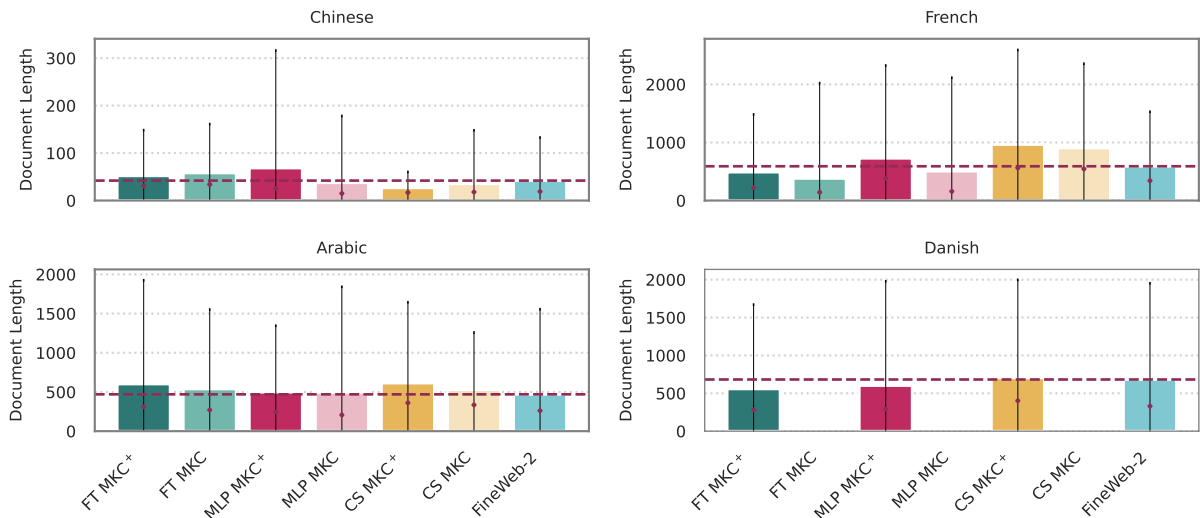 Chinese
Document Length
300
200
100
0
French
Document Length
2000
1000
0
Arabic
Document Length
2000
1500
1000
500
0
FT MKC⁺
FT MKC
MLP MKC⁺
MLP MKC
CS MKC⁺
CS MKC
FineWeb-2
Danish
Document Length
2000
1500
1000
500
0
FT MKC⁺
FT MKC
MLP MKC⁺
MLP MKC
CS MKC⁺
CS MKC
FineWeb-2